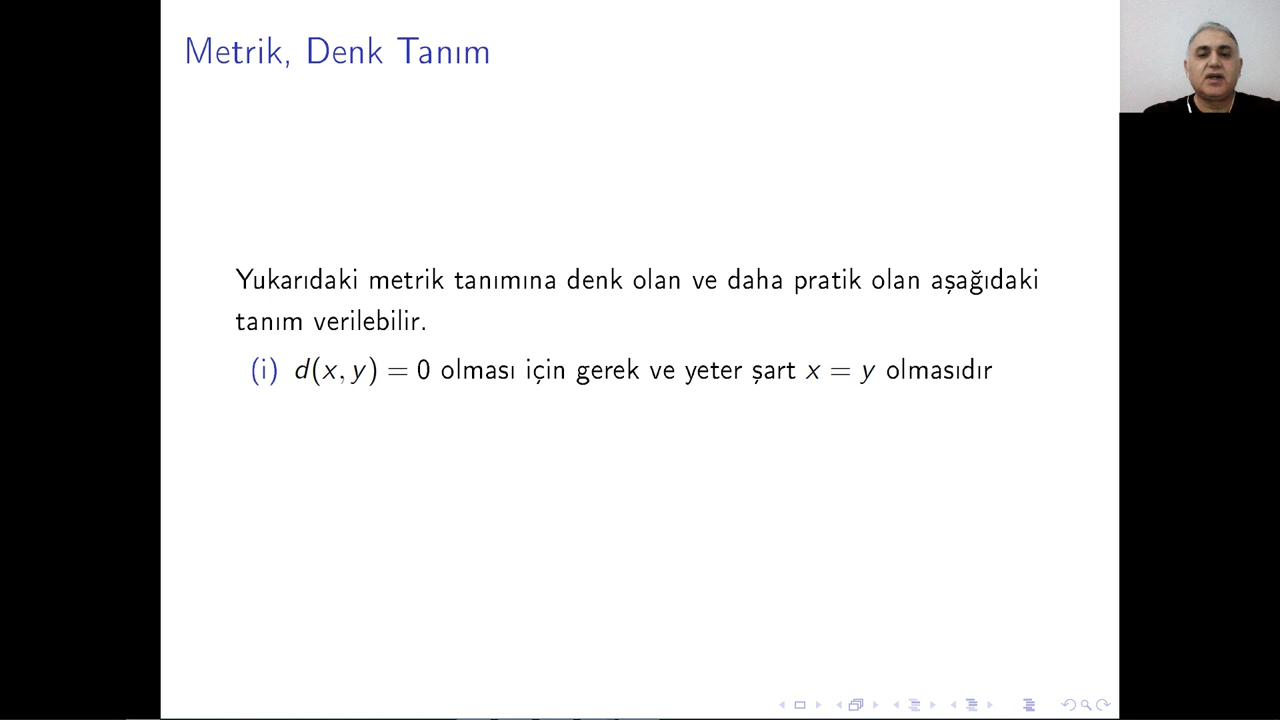 Metrik, Denk Tanım
Yukarıdaki metrik tanımına denk olan ve daha pratik olan aşağıdaki
tanım verilebilir.
(i) d(x, y) = 0 olması için gerek ve yeter şart x = y olmasıdır